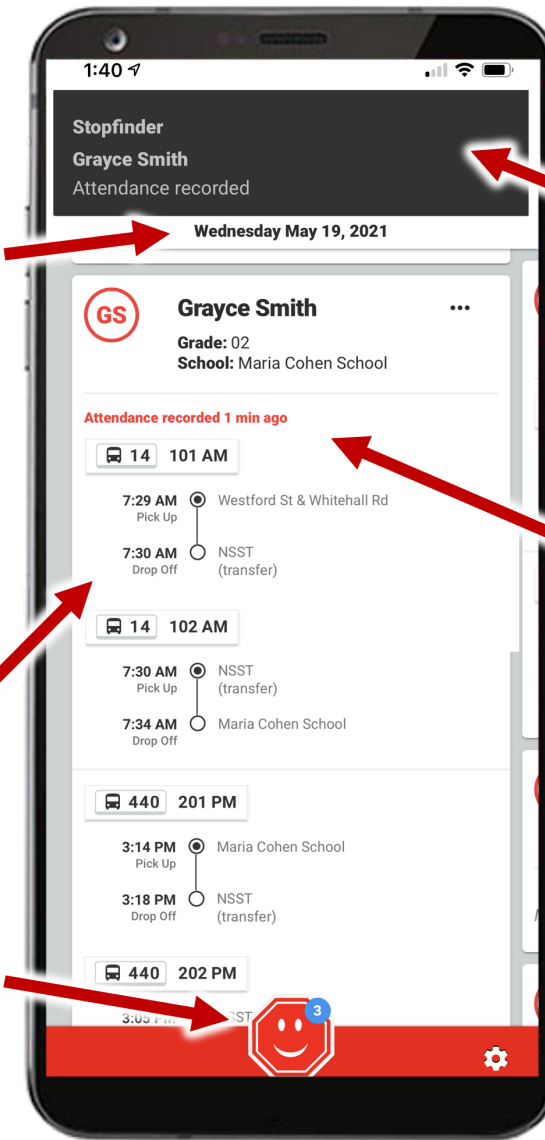 1:40
Stopfinder
Grayce Smith
Attendance recorded
Wednesday May 19, 2021
GS
Grayce Smith
Grade: 02
School: Maria Cohen School
Attendance recorded 1 min ago
14 101 AM
7:29 AM Westford St & Whitehall Rd
Pick Up
7:30 AM NSST
Drop Off (transfer)
14 102 AM
7:30 AM NSST
Pick Up (transfer)
7:34 AM Maria Cohen School
Drop Off
440 201 PM
3:14 PM Maria Cohen School
Pick Up
3:18 PM NSST
Drop Off (transfer)
440 202 PM
3:05
3